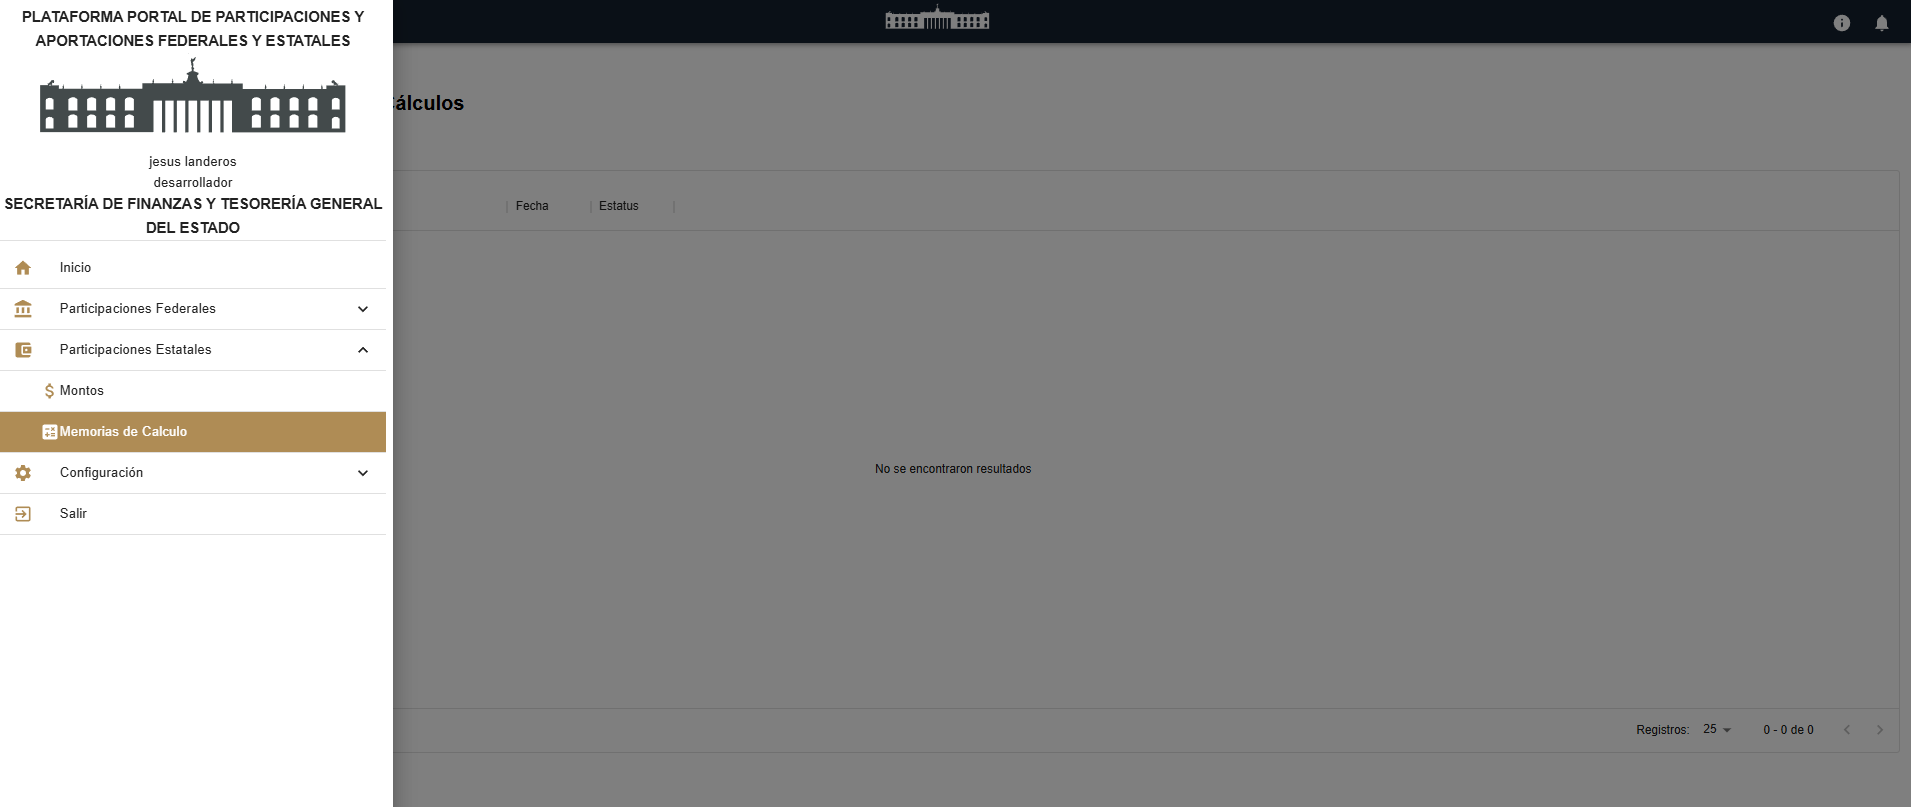 PLATAFORMA PORTAL DE PARTICIPACIONES Y
APORTACIONES FEDERALES Y ESTATALES
jesus landeros
desarrollador
SECRETARÍA DE FINANZAS Y TESORERÍA GENERAL
DEL ESTADO
Inicio
Participaciones Federales
Participaciones Estatales
Montos
Memorias de Calculo
Configuración
Salir
Cálculos
Fecha
Estatus
No se encontraron resultados
Registros:
25
0 - 0 de 0